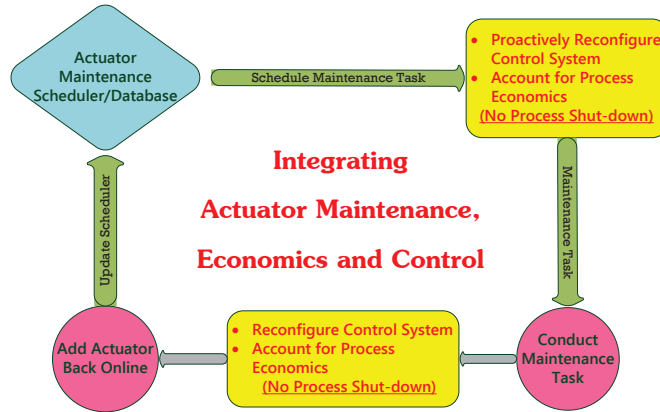 Actuator
Maintenance
Scheduler/Database
Schedule Maintenance Task
• Proactively Reconfigure
Control System
• Account for Process
Economics
(No Process Shut-down)
Maintenance Task
Integrating
Actuator Maintenance,
Economics and Control
Update Scheduler
Add Actuator
Back Online
• Reconfigure Control System
• Account for Process
Economics
(No Process Shut-down)
Conduct
Maintenance
Task